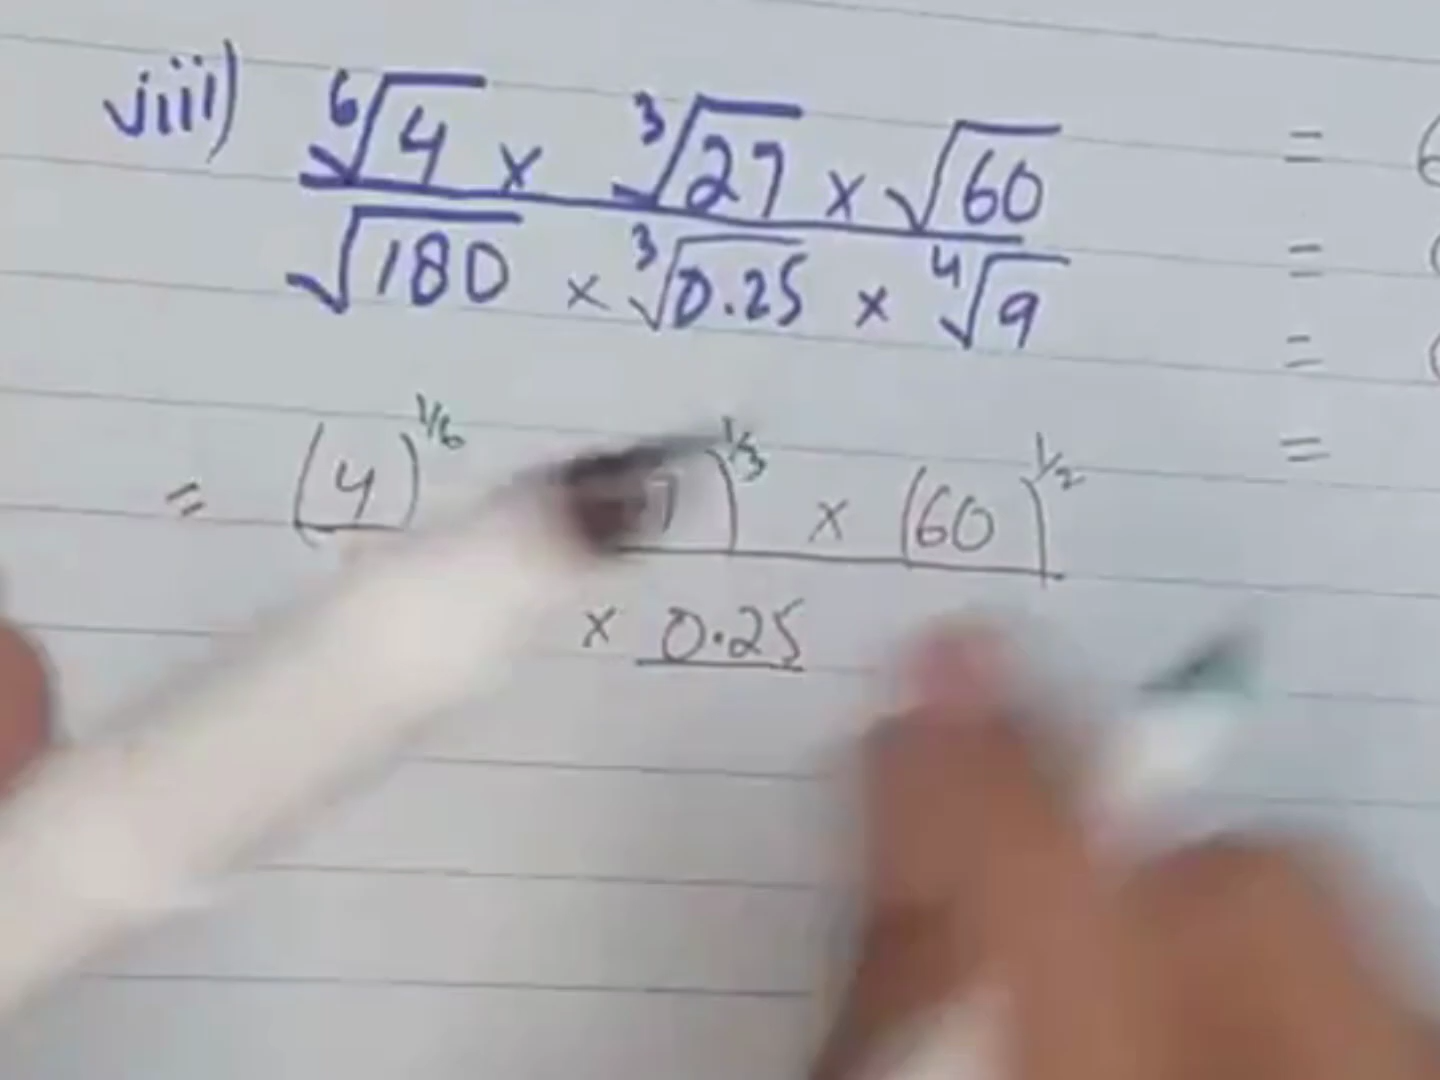 viii) ⁶√4 × ³√27 × √60 =
√180 × ³√0.25 × ⁴√9 =
=
= (4)^1/6 7)^1/3 × (60)^1/2 =
× 0.25